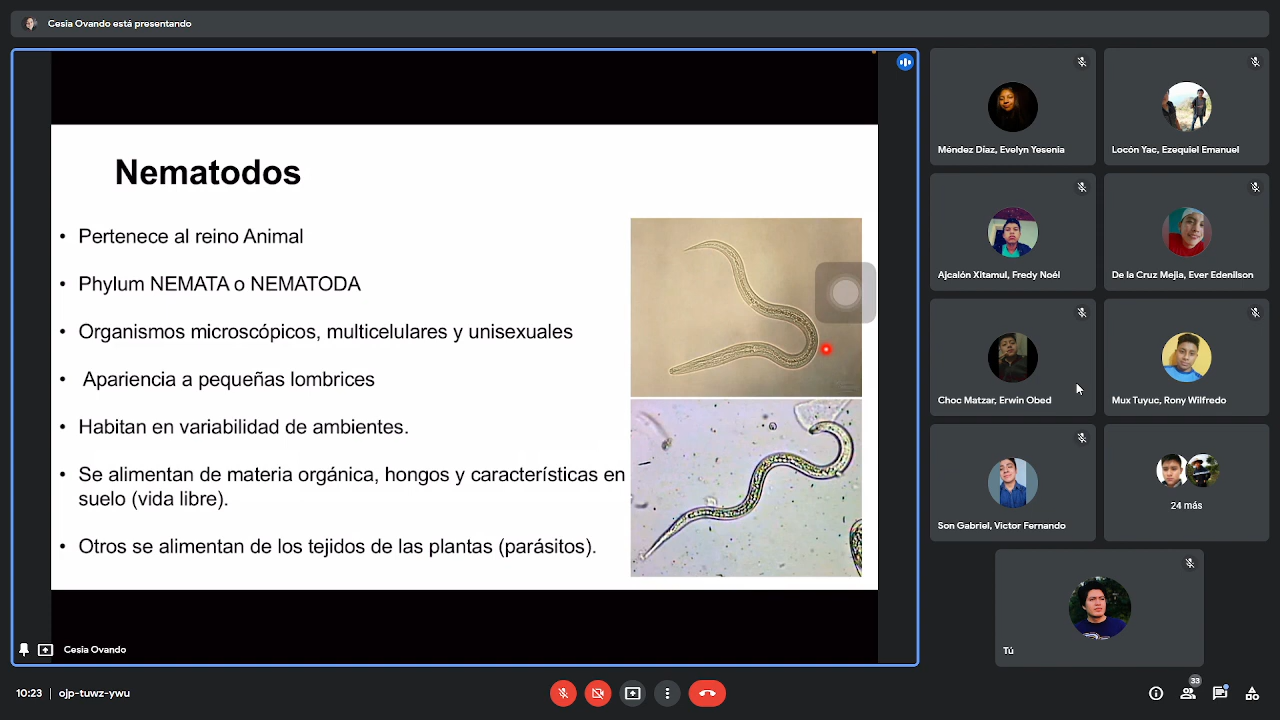 Cesia Ovando está presentando
Nematodos
• Pertenece al reino Animal
• Phylum NEMATA o NEMATODA
• Organismos microscópicos, multicelulares y unisexuales
• Apariencia a pequeñas lombrices
• Habitan en variabilidad de ambientes.
• Se alimentan de materia orgánica, hongos y características en
suelo (vida libre).
• Otros se alimentan de los tejidos de las plantas (parásitos).
Cesia Ovando
Méndez Díaz, Evelyn Yesenia
Locón Yac, Ezequiel Emanuel
Ajcalón Xitamul, Fredy Noél
De la Cruz Mejia, Ever Edenilson
Choc Matzar, Erwin Obed
Mux Tuyuc, Rony Wilfredo
Son Gabriel, Victor Fernando
24 más
Tú
10:23 | ojp-tuwz-ywu
33